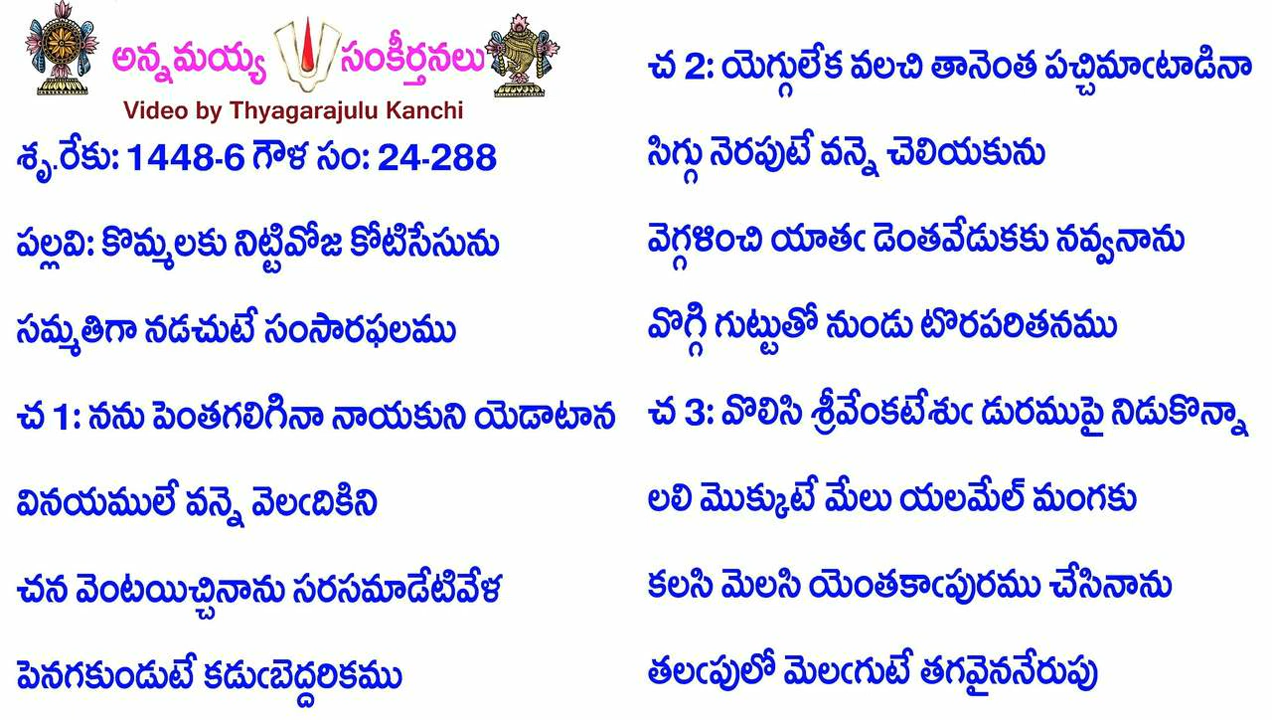 అన్నమయ్య సంకీర్తనలు
Video by Thyagarajulu Kanchi
శృ.రేకు: 1448-6 గౌళ సం: 24-288
పల్లవి: కొమ్మలకు నిట్టివోజ కోటిసేసును
సమ్మతిగా నడచుటే సంసారఫలము
చ 1: నను పెంతగలిగినా నాయకుని యెడాటాన
వినయములే వన్నె వెలఁదికిని
చన వెంటయిచ్చినాను సరసమాడేటివేళ
పెనగకుండుటే కడుఁబెద్దరికము
చ 2: యెగ్గులేక వలచి తానెంత పచ్చిమాఁటాడినా
సిగ్గు నెరపుటే వన్నె చెలియకును
వెగ్గళించి యాతఁ డెంతవేడుకకు నవ్వనాను
వొగ్గి గుట్టుతో నుండు టొరపరితనము
చ 3: వొలిసి శ్రీవేంకటేశుఁ డురముపై నిడుకొన్నా
లలి మొక్కుటే మేలు యలమేల్ మంగకు
కలసి మెలసి యెంతకాఁపురము చేసినాను
తలఁపులో మెలఁగుటే తగవైననేరుపు